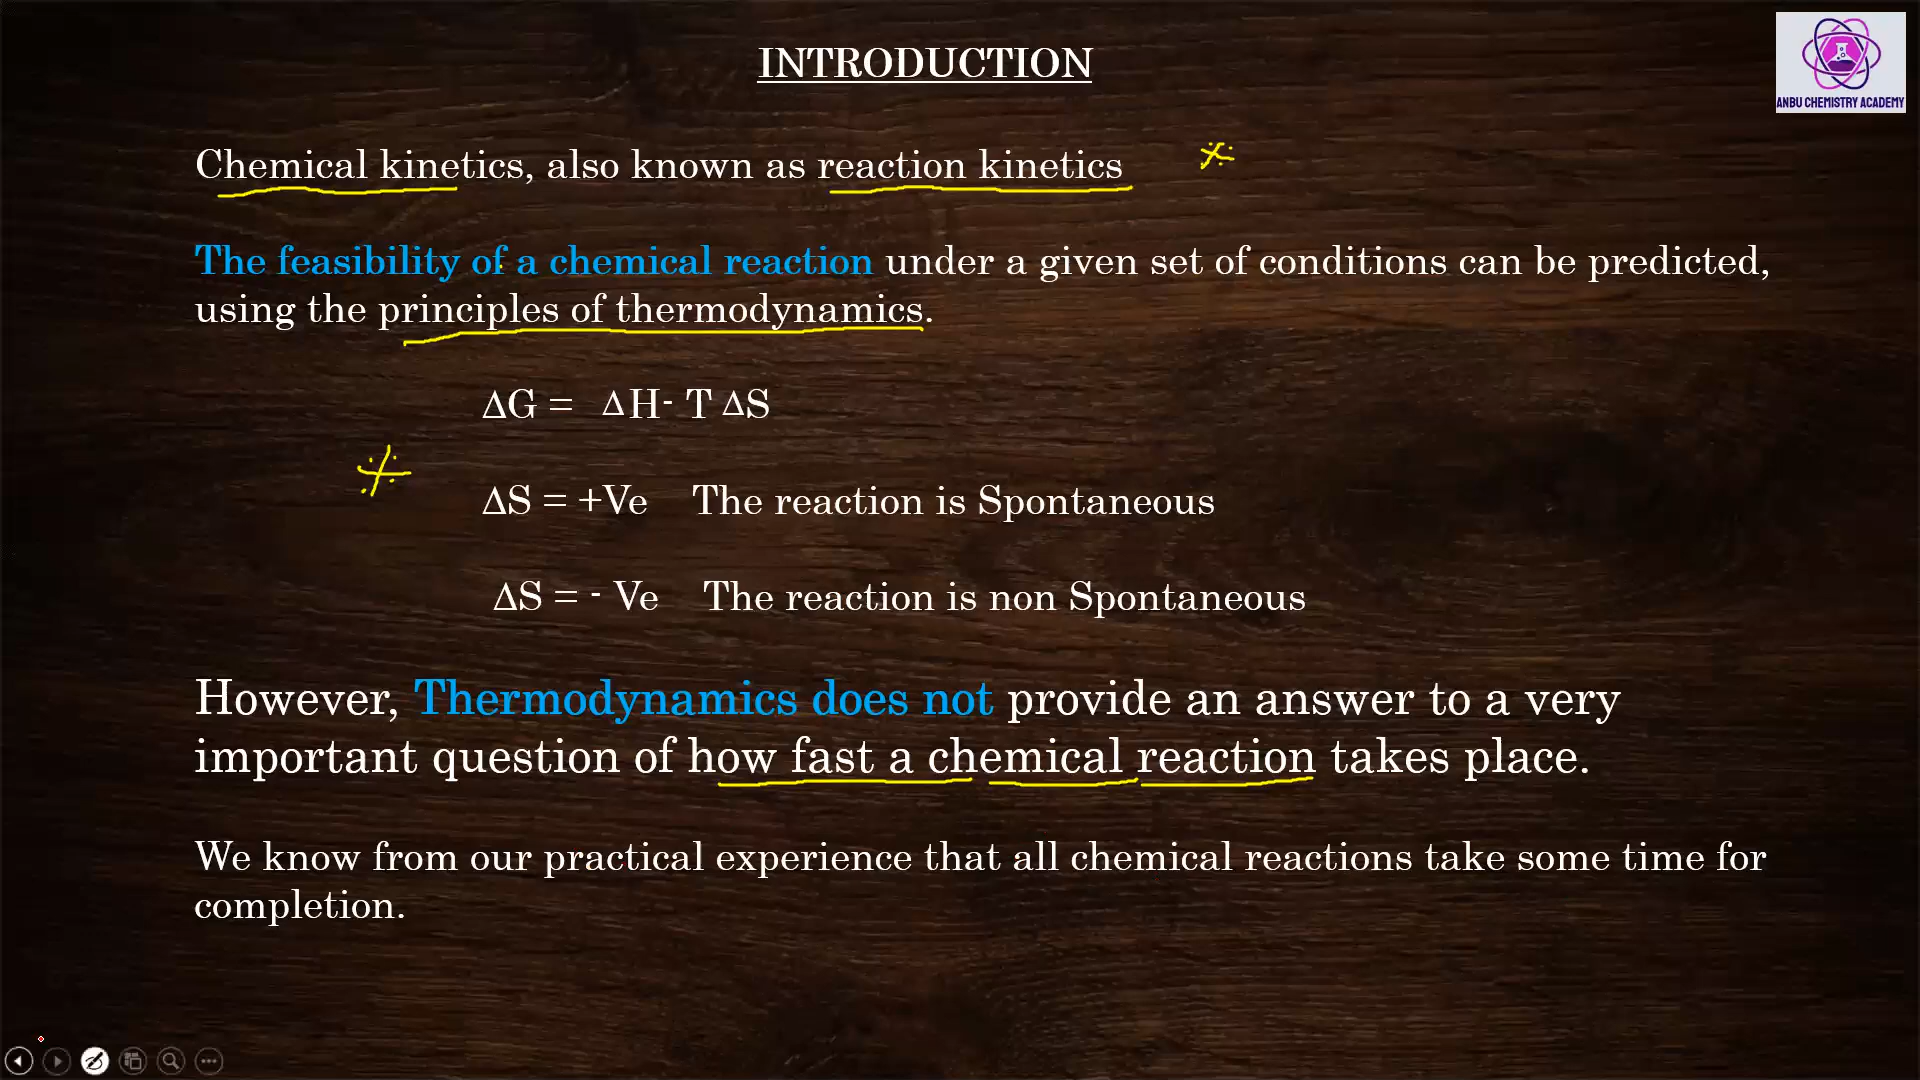 INTRODUCTION
ANBU CHEMISTRY ACADEMY
Chemical kinetics, also known as reaction kinetics
The feasibility of a chemical reaction under a given set of conditions can be predicted,
using the principles of thermodynamics.
ΔG = ΔH- T ΔS
ΔS = +Ve The reaction is Spontaneous
ΔS = - Ve The reaction is non Spontaneous
However, Thermodynamics does not provide an answer to a very
important question of how fast a chemical reaction takes place.
We know from our practical experience that all chemical reactions take some time for
completion.